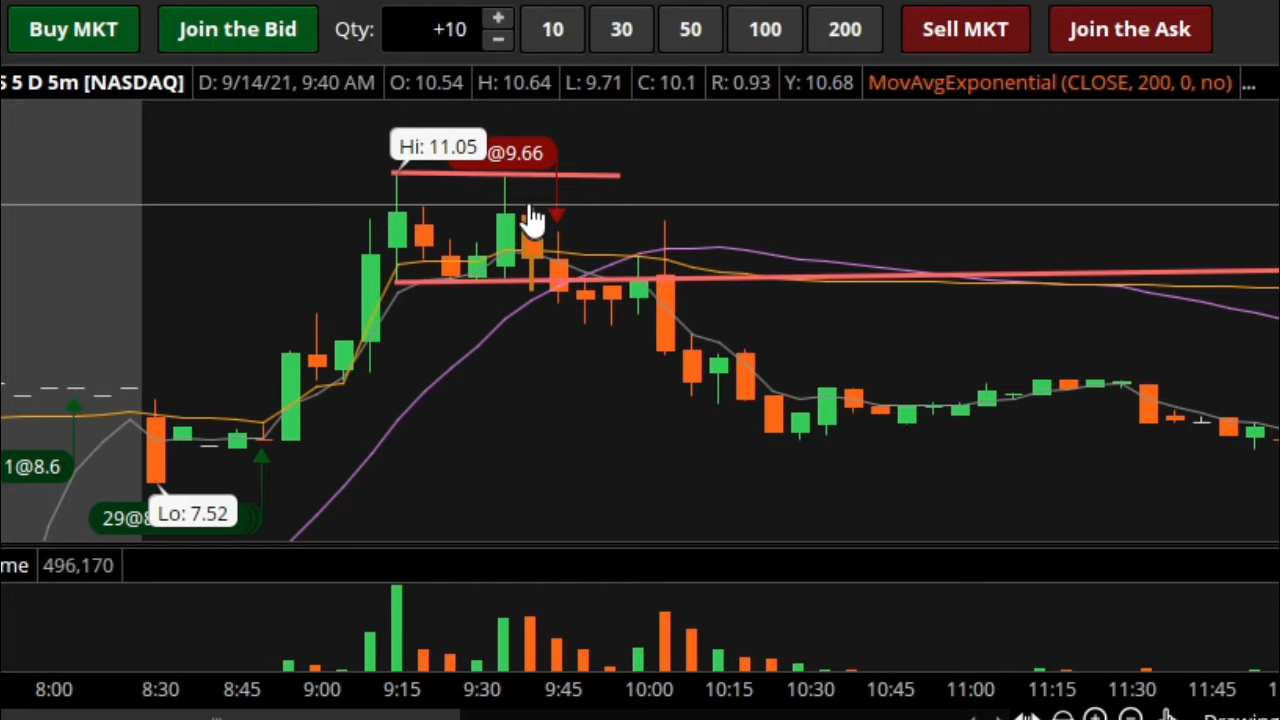 Buy MKT Join the Bid Qty: +10 + − 10 30 50 100 200 Sell MKT Join the Ask
S 5 D 5m [NASDAQ] D: 9/14/21, 9:40 AM O: 10.54 H: 10.64 L: 9.71 C: 10.1 R: 0.93 Y: 10.68 MovAvgExponential (CLOSE, 200, 0, no) ...
Hi: 11.05 @9.66
1@8.6
29@8 Lo: 7.52
me 496,170
8:00 8:30 8:45 9:00 9:15 9:30 9:45 10:00 10:15 10:30 10:45 11:00 11:15 11:30 11:45 1